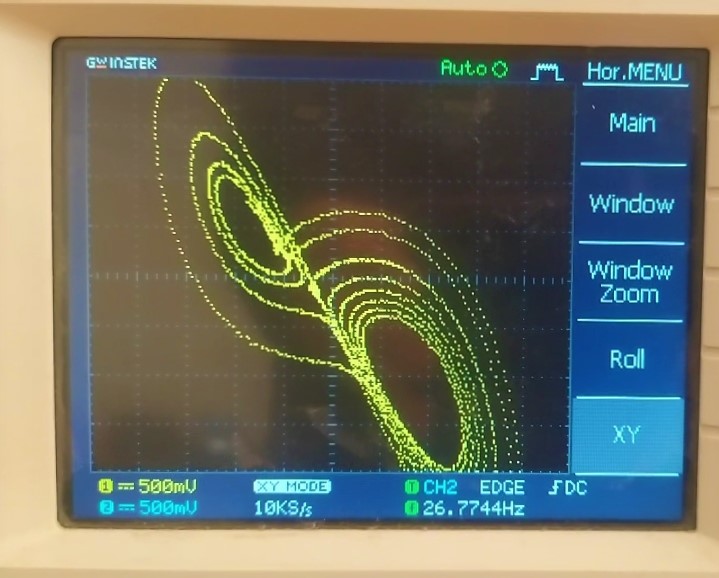 GW INSTEK Auto Hor.MENU
Main
Window
Window
Zoom
Roll
XY
1 500mV XY MODE T CH2 EDGE DC
2 500mV 10KS/s 26.7744Hz